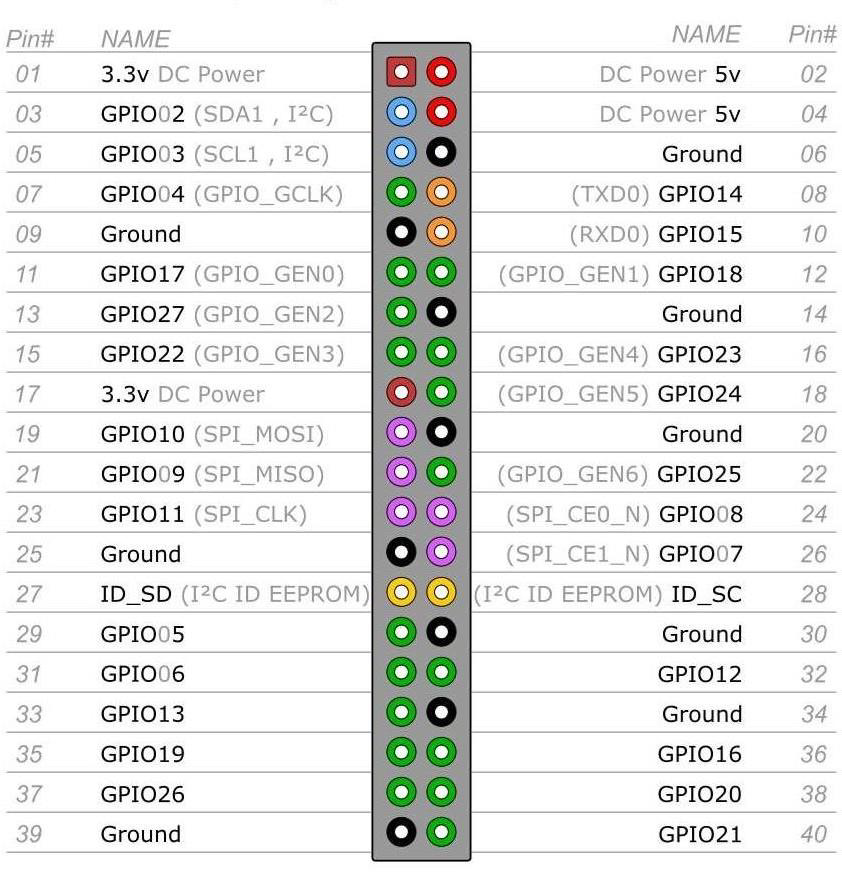 Pin# NAME NAME Pin#
01 3.3v DC Power DC Power 5v 02
03 GPIO02 (SDA1 , I²C) DC Power 5v 04
05 GPIO03 (SCL1 , I²C) Ground 06
07 GPIO04 (GPIO_GCLK) (TXD0) GPIO14 08
09 Ground (RXD0) GPIO15 10
11 GPIO17 (GPIO_GEN0) (GPIO_GEN1) GPIO18 12
13 GPIO27 (GPIO_GEN2) Ground 14
15 GPIO22 (GPIO_GEN3) (GPIO_GEN4) GPIO23 16
17 3.3v DC Power (GPIO_GEN5) GPIO24 18
19 GPIO10 (SPI_MOSI) Ground 20
21 GPIO09 (SPI_MISO) (GPIO_GEN6) GPIO25 22
23 GPIO11 (SPI_CLK) (SPI_CE0_N) GPIO08 24
25 Ground (SPI_CE1_N) GPIO07 26
27 ID_SD (I²C ID EEPROM) (I²C ID EEPROM) ID_SC 28
29 GPIO05 Ground 30
31 GPIO06 GPIO12 32
33 GPIO13 Ground 34
35 GPIO19 GPIO16 36
37 GPIO26 GPIO20 38
39 Ground GPIO21 40